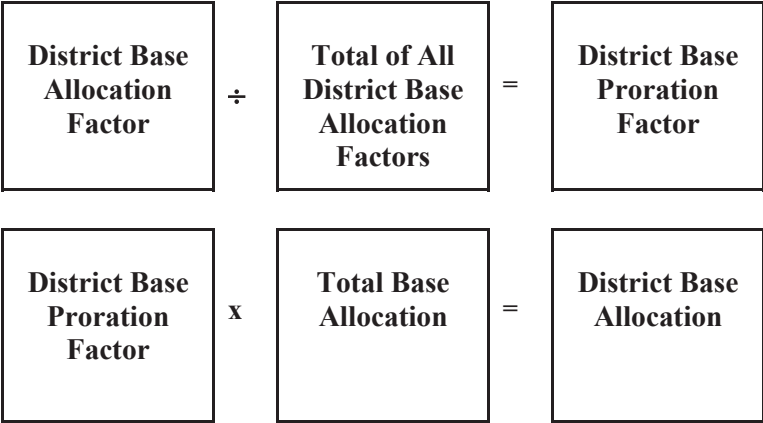 District Base
Allocation
Factor
÷
Total of All
District Base
Allocation
Factors
=
District Base
Proration
Factor
District Base
Proration
Factor
x
Total Base
Allocation
=
District Base
Allocation